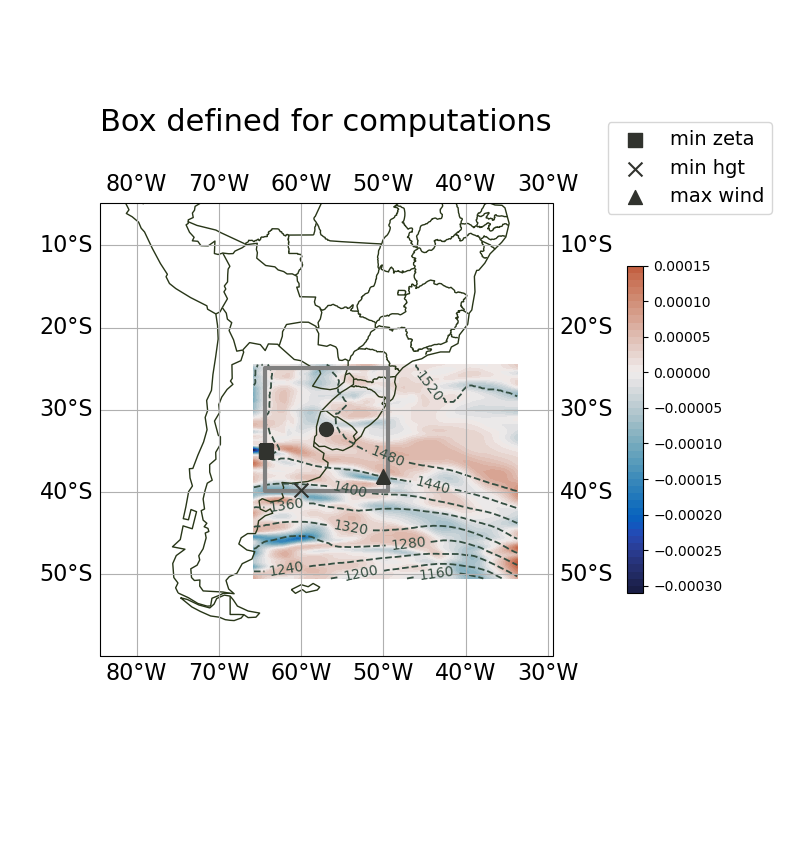 Box defined for computations
min zeta
min hgt
max wind
80°W 70°W 60°W 50°W 40°W 30°W
10°S 10°S
20°S 20°S
30°S 30°S
40°S 40°S
50°S 50°S
80°W 70°W 60°W 50°W 40°W 30°W
1520
1480
1440
1400
1360
1320
1280
1240
1200
1160
0.00015
0.00010
0.00005
0.00000
−0.00005
−0.00010
−0.00015
−0.00020
−0.00025
−0.00030